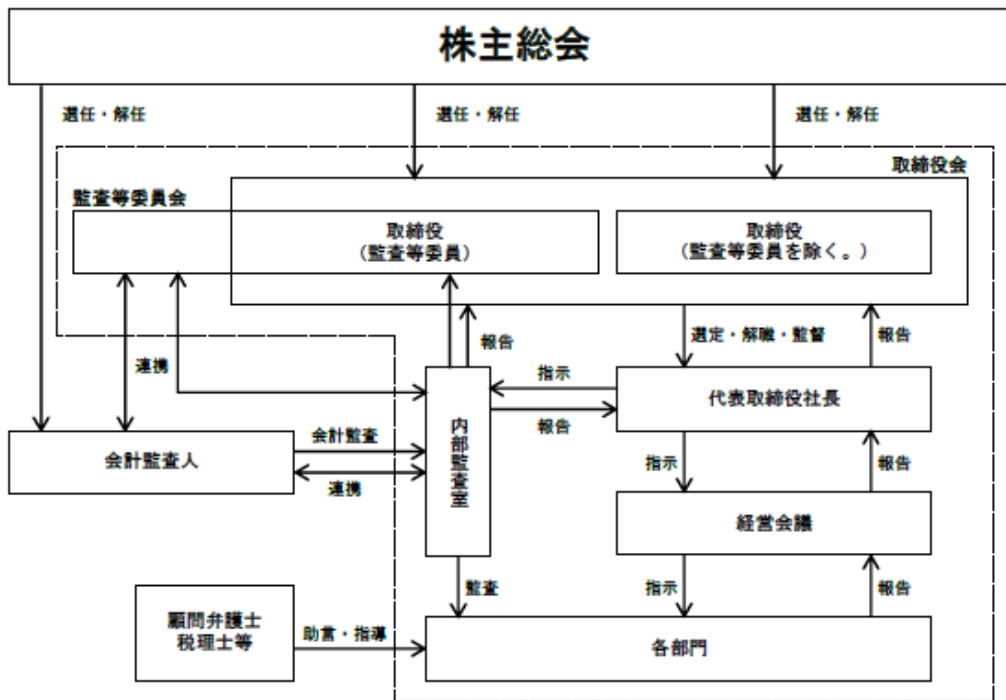 株主総会
選任・解任
選任・解任
選任・解任
取締役会
監査等委員会
取締役
（監査等委員）
取締役
（監査等委員を除く。）
報告
選定・解職・監督
報告
連携
指示
代表取締役社長
報告
内部監査室
会計監査
会計監査人
連携
指示
報告
経営会議
監査
指示
報告
顧問弁護士
税理士等
助言・指導
各部門